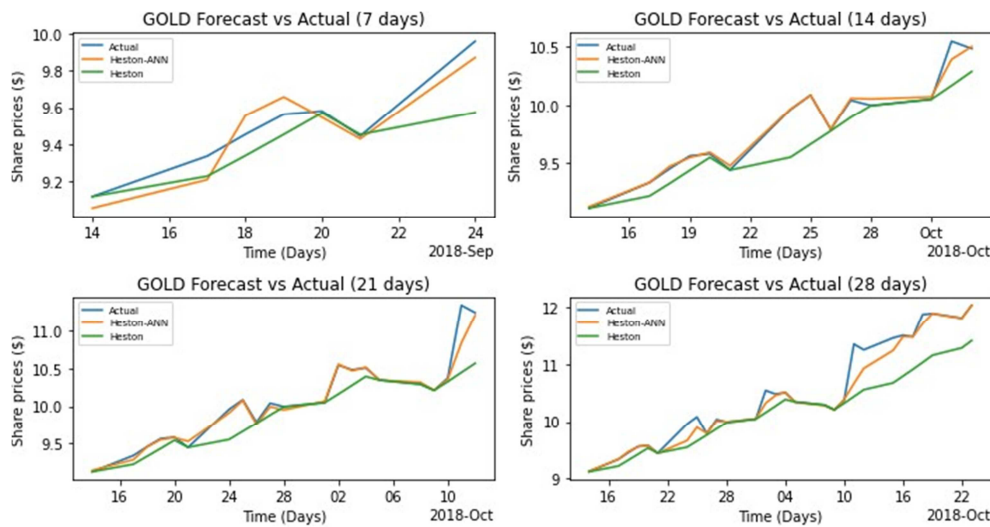 GOLD Forecast vs Actual (7 days)
Share prices ($)
10.0
9.8
9.6
9.4
9.2
Actual
Heston-ANN
Heston
14 16 18 20 22 24
Time (Days)
2018-Sep
GOLD Forecast vs Actual (14 days)
Share prices ($)
10.5
10.0
9.5
Actual
Heston-ANN
Heston
16 19 22 25 28 Oct
Time (Days)
2018-Oct
GOLD Forecast vs Actual (21 days)
Share prices ($)
11.0
10.5
10.0
9.5
Actual
Heston-ANN
Heston
16 20 24 28 02 06 10
Time (Days)
2018-Oct
GOLD Forecast vs Actual (28 days)
Share prices ($)
12
11
10
9
Actual
Heston-ANN
Heston
16 22 28 04 10 16 22
Time (Days)
2018-Oct